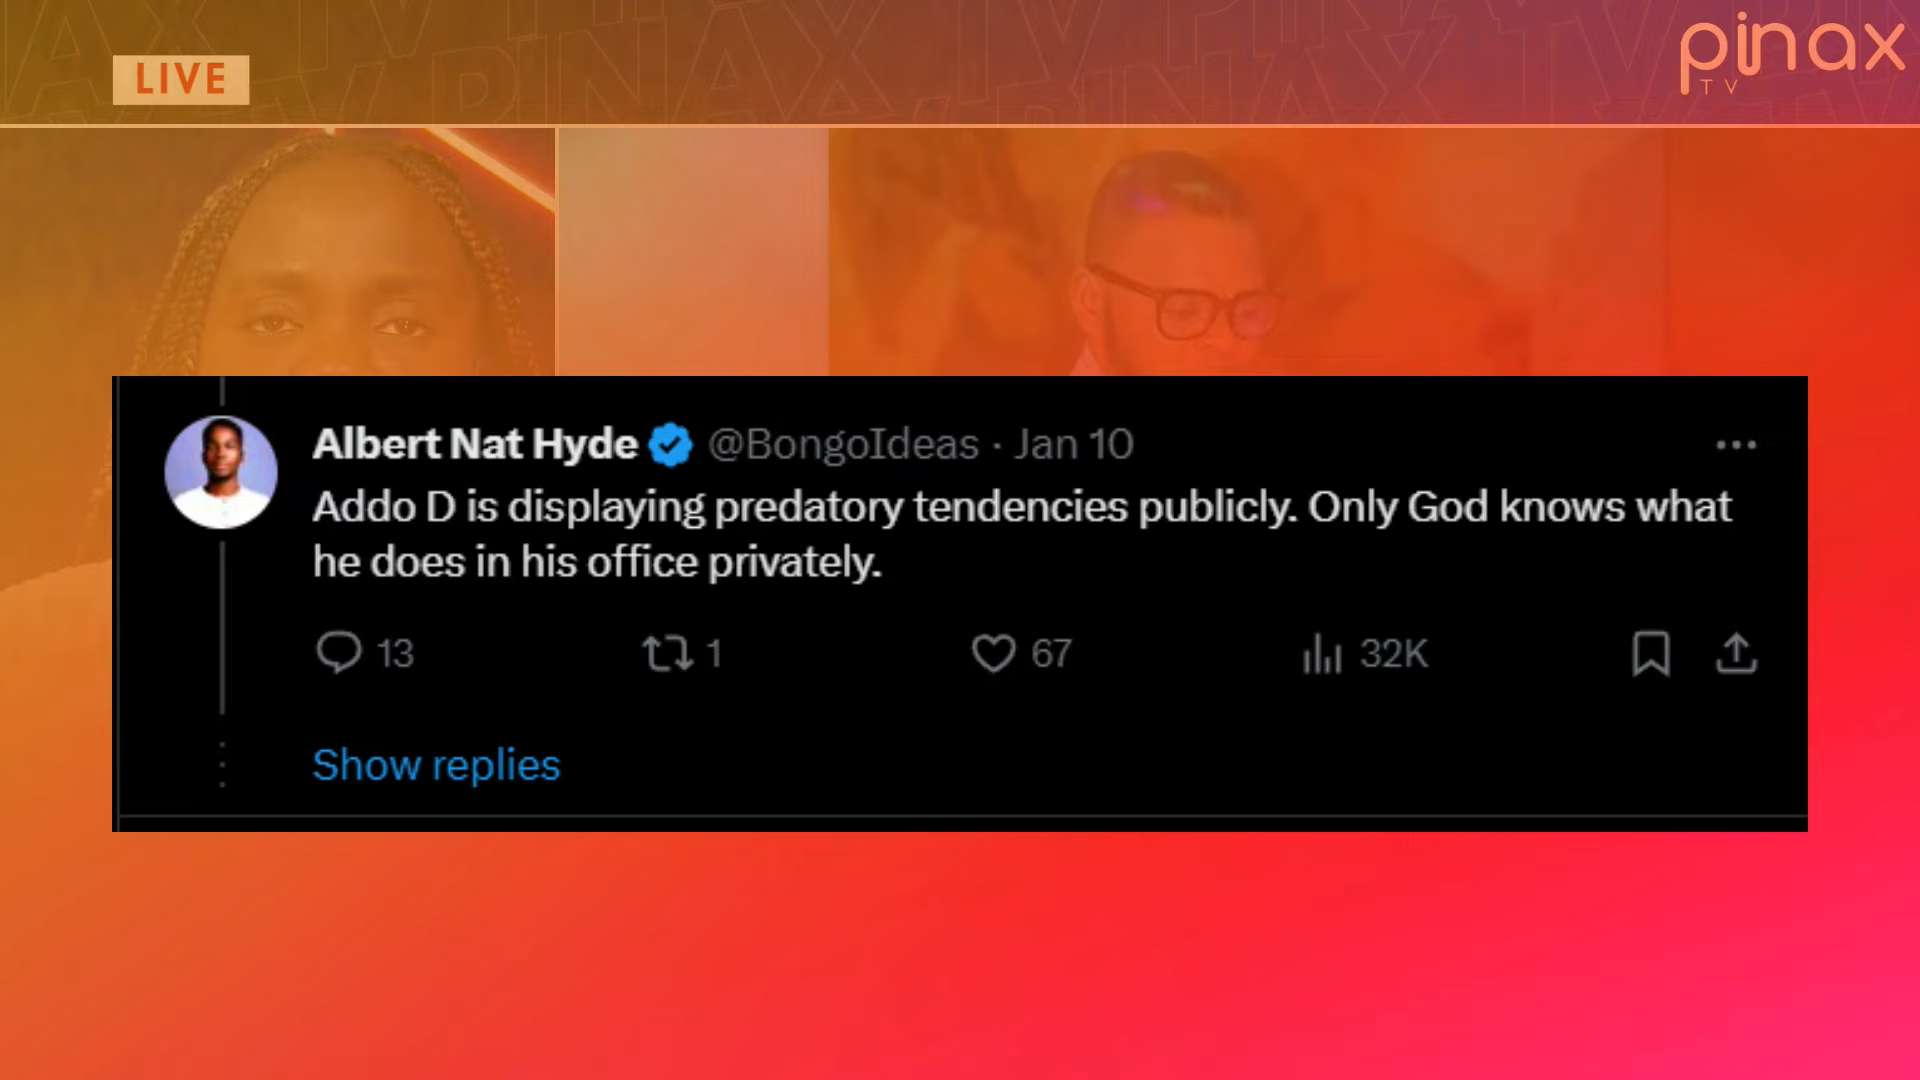 LIVE
pinax
TV
Albert Nat Hyde @BongoIdeas · Jan 10
Addo D is displaying predatory tendencies publicly. Only God knows what
he does in his office privately.
13 1 67 32K
Show replies